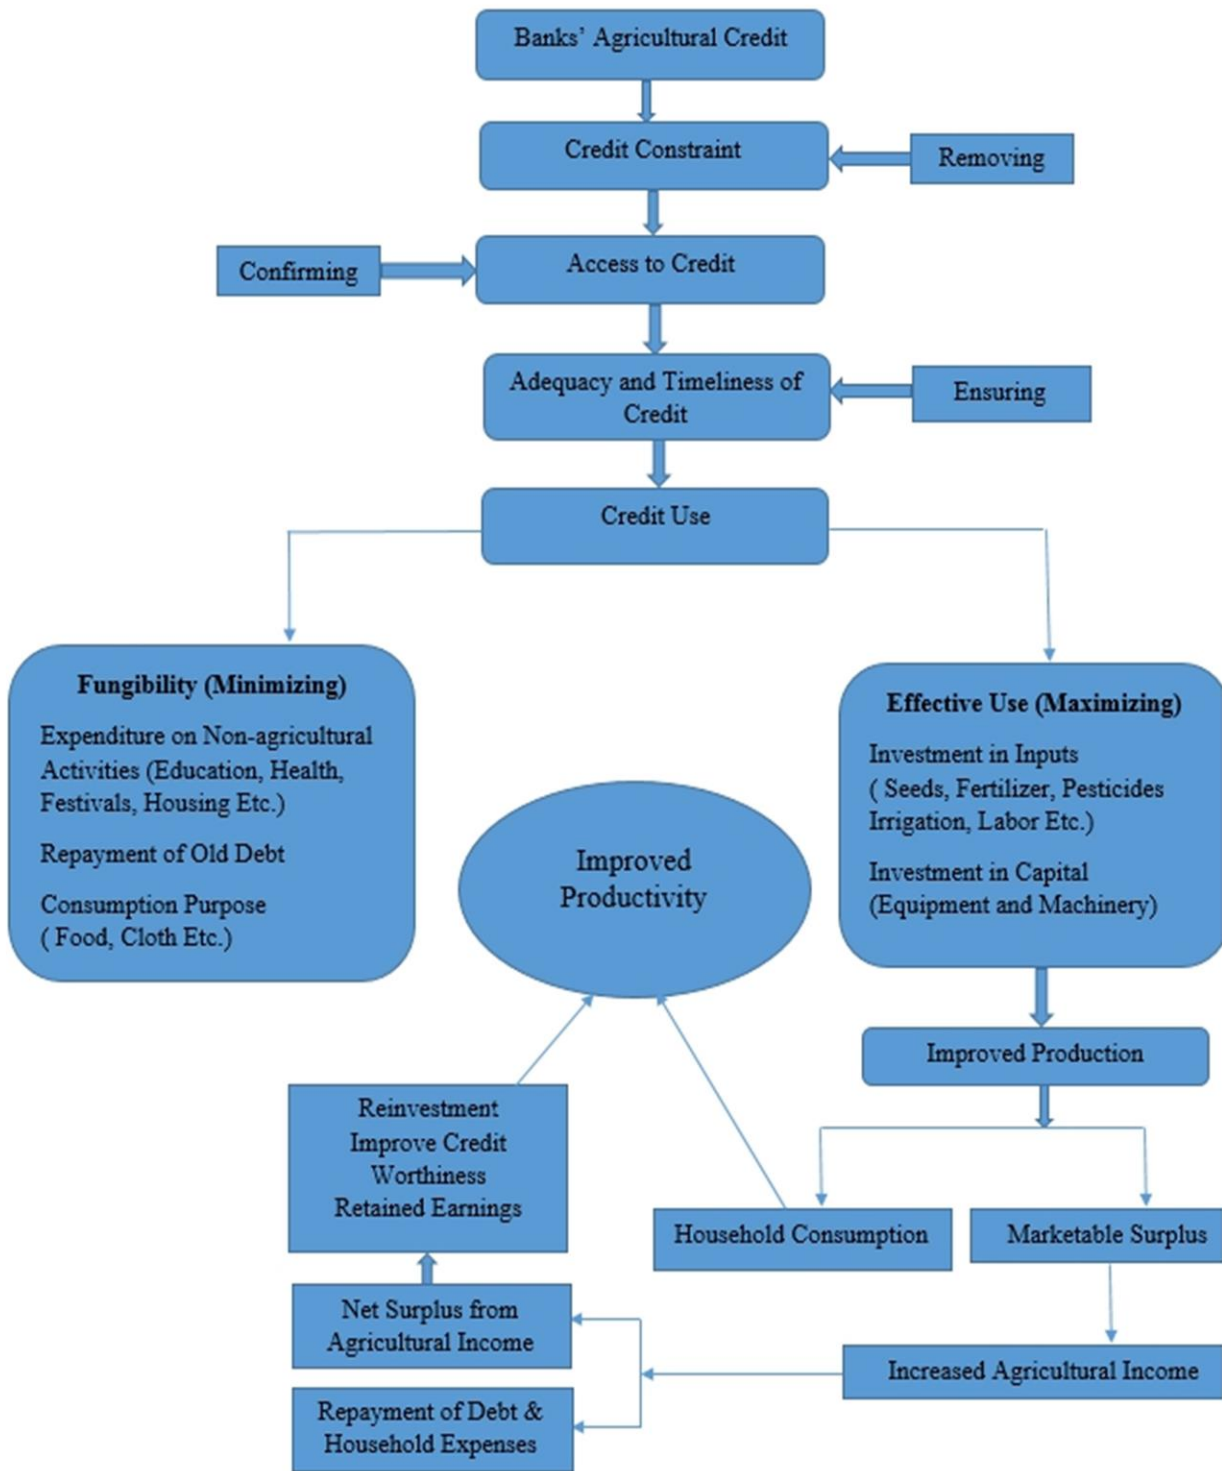 Banks’ Agricultural Credit
Credit Constraint
Removing
Confirming
Access to Credit
Adequacy and Timeliness of
Credit
Ensuring
Credit Use
Fungibility (Minimizing)
Expenditure on Non-agricultural
Activities (Education, Health,
Festivals, Housing Etc.)
Repayment of Old Debt
Consumption Purpose
( Food, Cloth Etc.)
Effective Use (Maximizing)
Investment in Inputs
( Seeds, Fertilizer, Pesticides
Irrigation, Labor Etc.)
Investment in Capital
(Equipment and Machinery)
Improved
Productivity
Improved Production
Reinvestment
Improve Credit
Worthiness
Retained Earnings
Household Consumption
Marketable Surplus
Net Surplus from
Agricultural Income
Increased Agricultural Income
Repayment of Debt &
Household Expenses